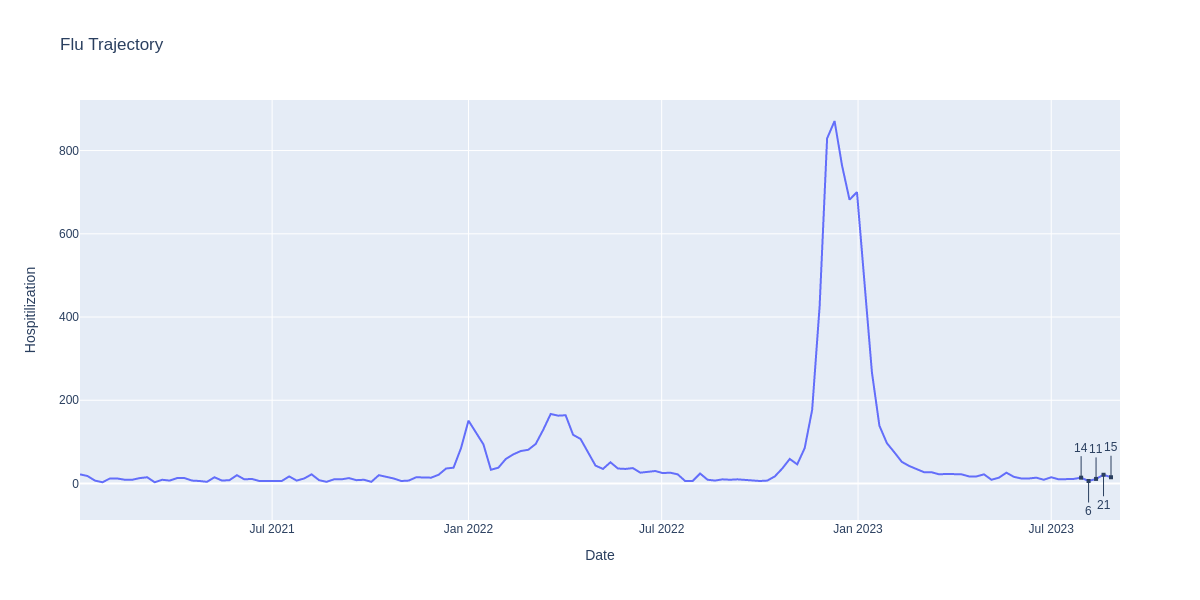 Flu Trajectory
800
600
400
200
0
Hospitilization
14
11
15
6
21
Jul 2021
Jan 2022
Jul 2022
Jan 2023
Jul 2023
Date